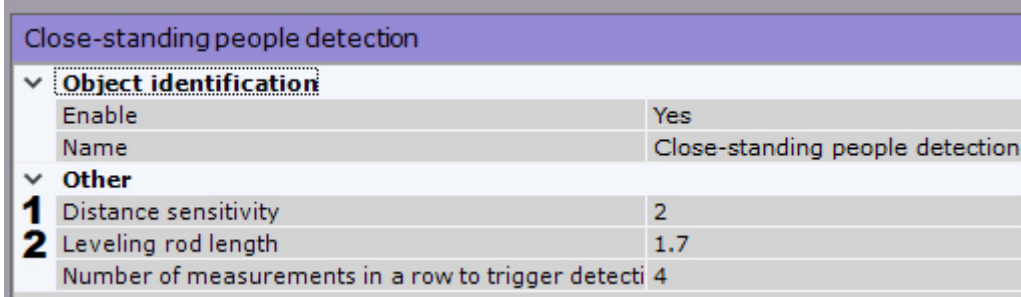 Close-standing people detection
Object identification
Enable Yes
Name Close-standing people detection
Other
1 Distance sensitivity 2
2 Leveling rod length 1.7
Number of measurements in a row to trigger detecti 4